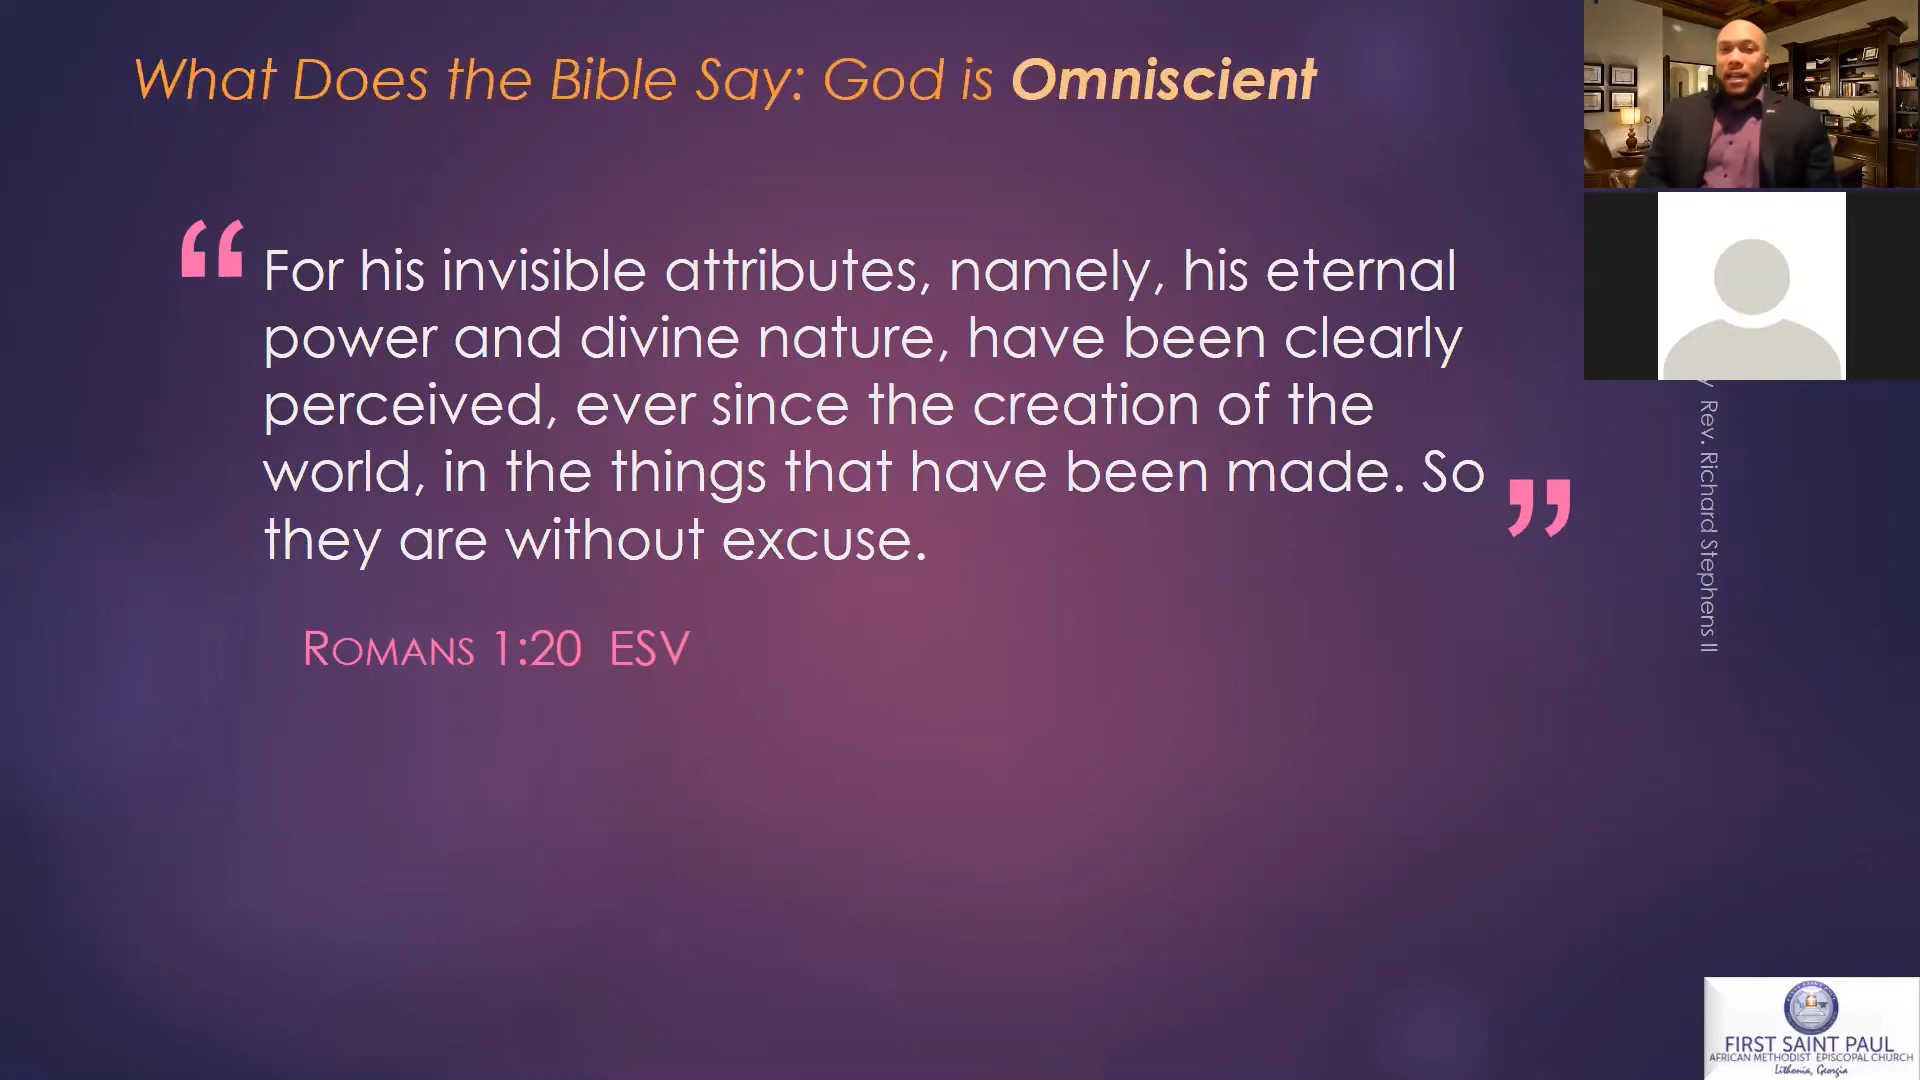 What Does the Bible Say: God is Omniscient
“ For his invisible attributes, namely, his eternal
power and divine nature, have been clearly
perceived, ever since the creation of the
world, in the things that have been made. So
they are without excuse. ”
ROMANS 1:20 ESV
y Rev. Richard Stephens II
FIRST SAINT PAUL
AFRICAN METHODIST EPISCOPAL CHURCH
Lithonia, Georgia